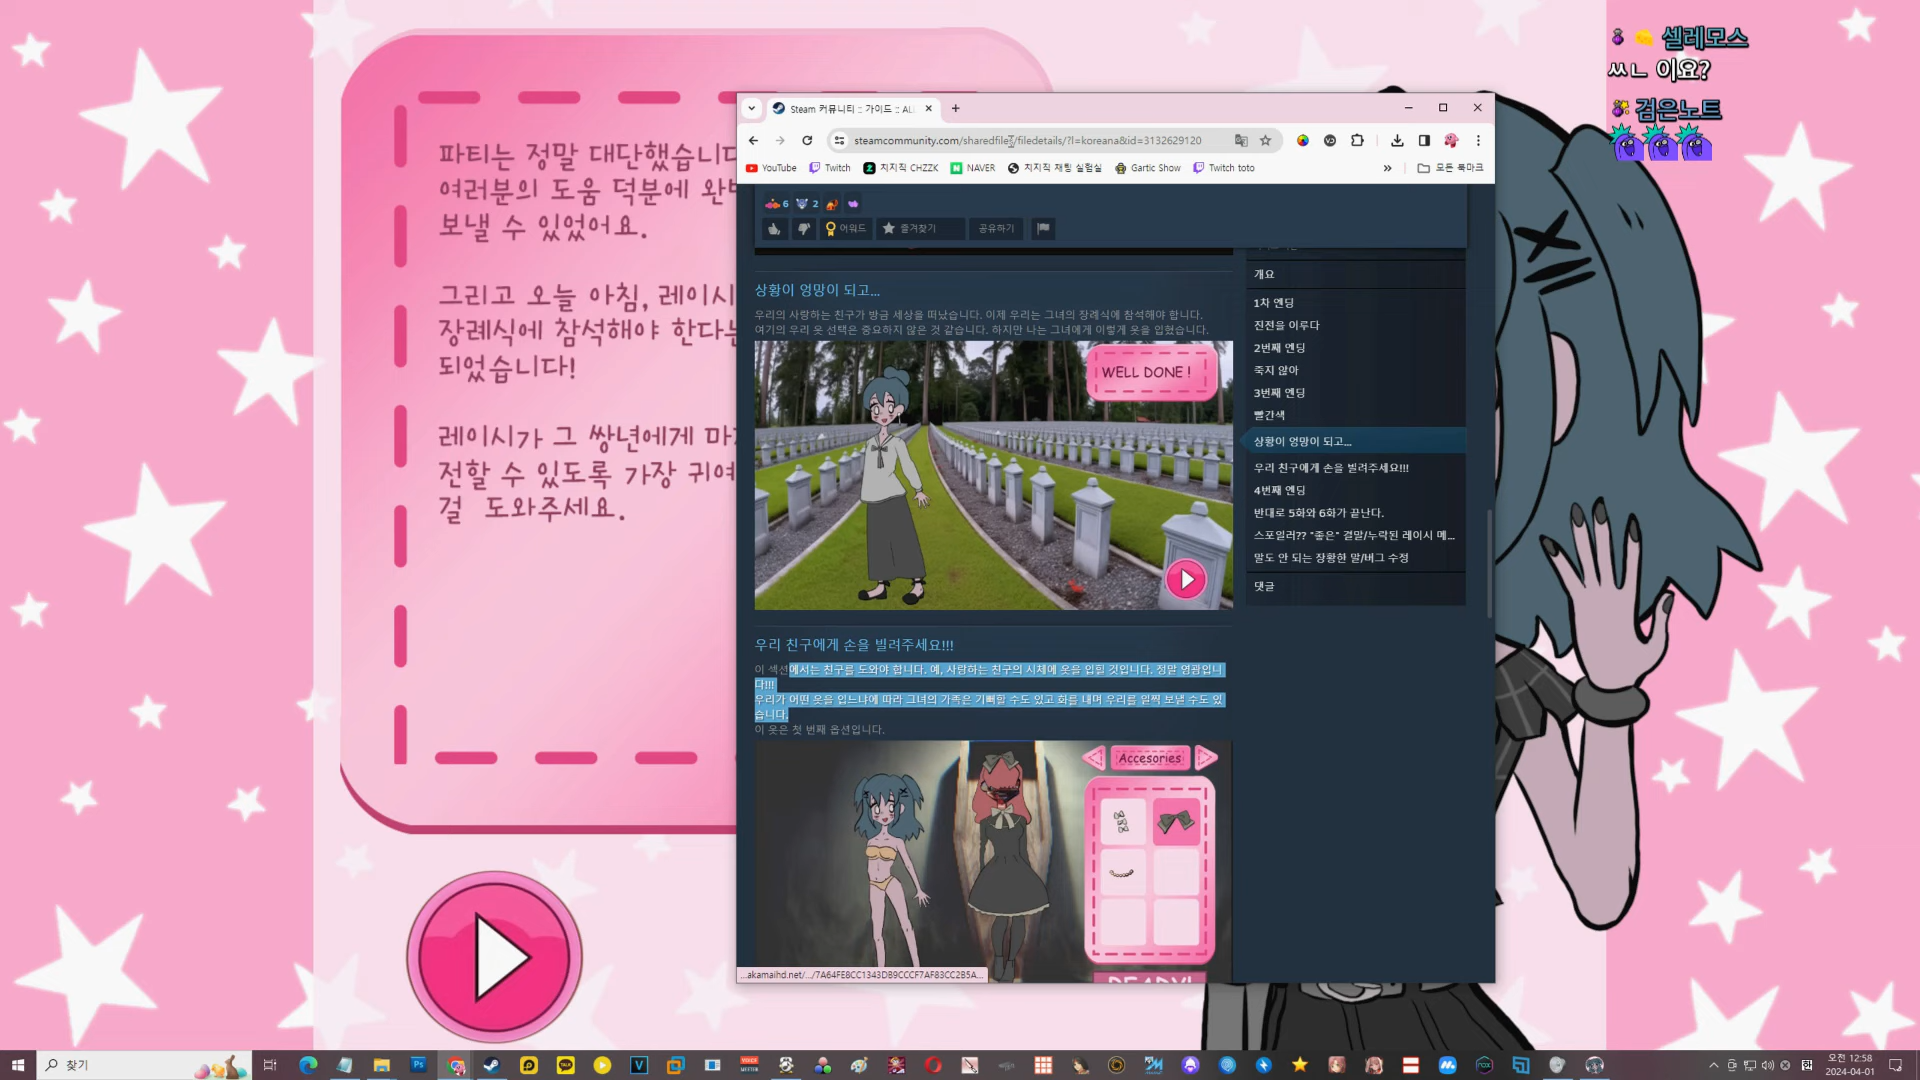 파티는 정말 대단했습니다
여러분의 도움 덕분에 완벽
보낼 수 있었어요.
그리고 오늘 아침, 레이시
장례식에 참석해야 한다는
되었습니다!
레이시가 그 쌍년에게 마지
전할 수 있도록 가장 귀여
걸 도와주세요.
셀레모스
ㅆㄴ 이요?
검은노트
Steam 커뮤니티 :: 가이드 :: AL
steamcommunity.com/sharedfiles/filedetails/?l=koreana&id=3132629120
YouTube
Twitch
치지직 CHZZK
NAVER
치지직 채팅 실험실
Gartic Show
Twitch toto
»
모든 북마크
6
2
어워드
즐겨찾기
공유하기
상황이 엉망이 되고...
우리의 사랑하는 친구가 방금 세상을 떠났습니다. 이제 우리는 그녀의 장례식에 참석해야 합니다.
여기의 우리 옷 선택은 중요하지 않은 것 같습니다. 하지만 나는 그녀에게 이렇게 옷을 입혔습니다.
WELL DONE !
우리 친구에게 손을 빌려주세요!!!
이 섹션에서는 친구를 도와야 합니다. 예, 사랑하는 친구의 시체에 옷을 입힐 것입니다. 정말 영광입니
다!!!
우리가 어떤 옷을 입느냐에 따라 그녀의 가족은 기뻐할 수도 있고 화를 내며 우리를 일찍 보낼 수도 있
습니다.
이 옷은 첫 번째 옵션입니다.
Accesories
READY!
...akamaihd.net/.../7A64FE8CC1343DB9CCCF7AF83CC2B5A...
개요
1차 엔딩
진전을 이루다
2번째 엔딩
죽지 않아
3번째 엔딩
빨간색
상황이 엉망이 되고...
우리 친구에게 손을 빌려주세요!!!
4번째 엔딩
반대로 5화와 6화가 끝난다.
스포일러?? "좋은" 결말/누락된 레이시 메...
말도 안 되는 장황한 말/버그 수정
댓글
찾기
오전 12:58
2024-04-01